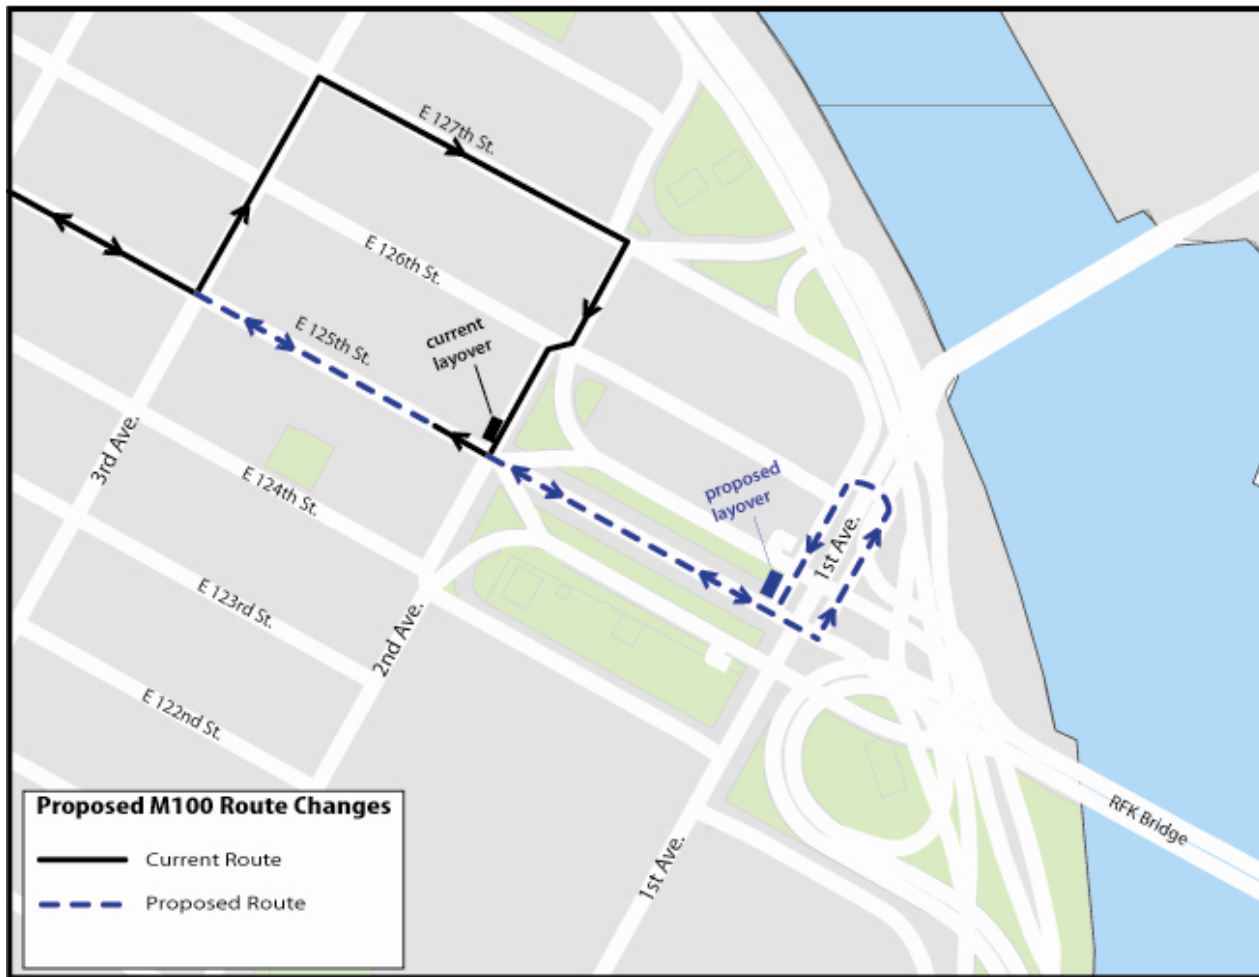 E 127th St.
E 126th St.
E 125th St.
current
layover
3rd Ave.
E 124th St.
proposed
layover
1st Ave.
E 123rd St.
2nd Ave.
E 122nd St.
RFK Bridge
1st Ave.
Proposed M100 Route Changes
Current Route
Proposed Route